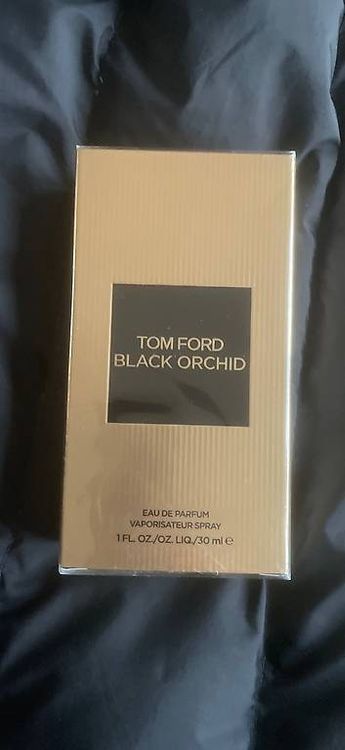 TOM FORD
BLACK ORCHID
EAU DE PARFUM
VAPORISATEUR SPRAY
1 FL. OZ./OZ. LIQ./30 ml ℮